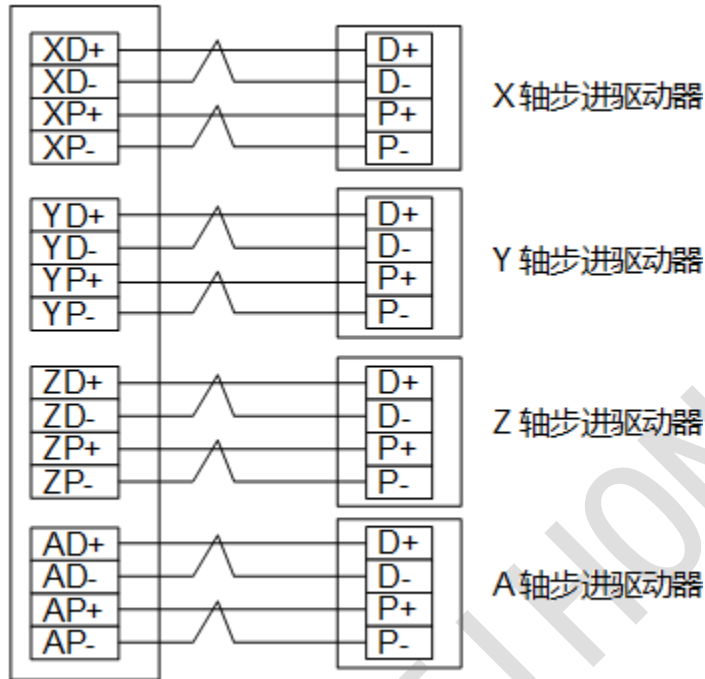 XD+ D+
XD- D-
XP+ P+
XP- P-
X轴步进驱动器
YD+ D+
YD- D-
YP+ P+
YP- P-
Y轴步进驱动器
ZD+ D+
ZD- D-
ZP+ P+
ZP- P-
Z轴步进驱动器
AD+ D+
AD- D-
AP+ P+
AP- P-
A轴步进驱动器